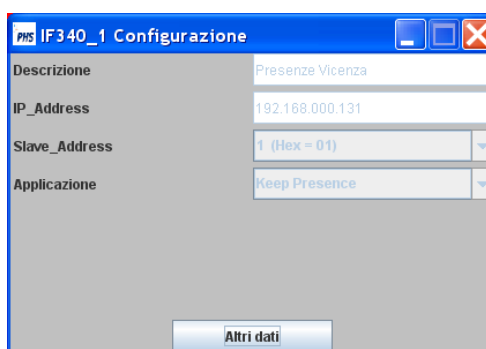 PHS IF340_1 Configurazione
Descrizione Presenze Vicenza
IP_Address 192.168.000.131
Slave_Address 1 (Hex = 01)
Applicazione Keep Presence
Altri dati